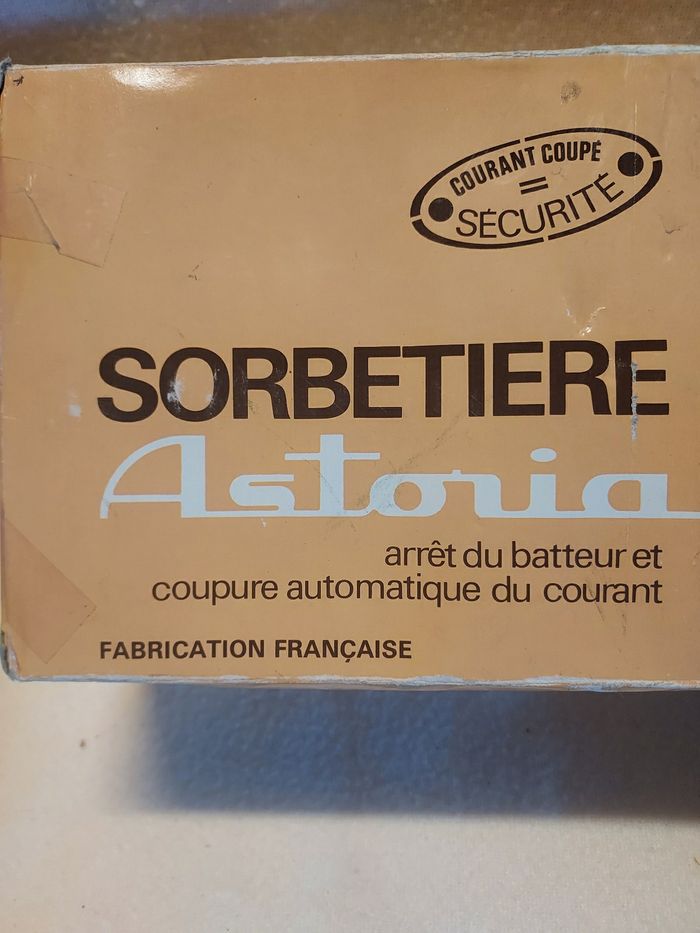 COURANT COUPÉ
=
SÉCURITÉ
SORBETIERE
Astoria
arrêt du batteur et
coupure automatique du courant
FABRICATION FRANÇAISE